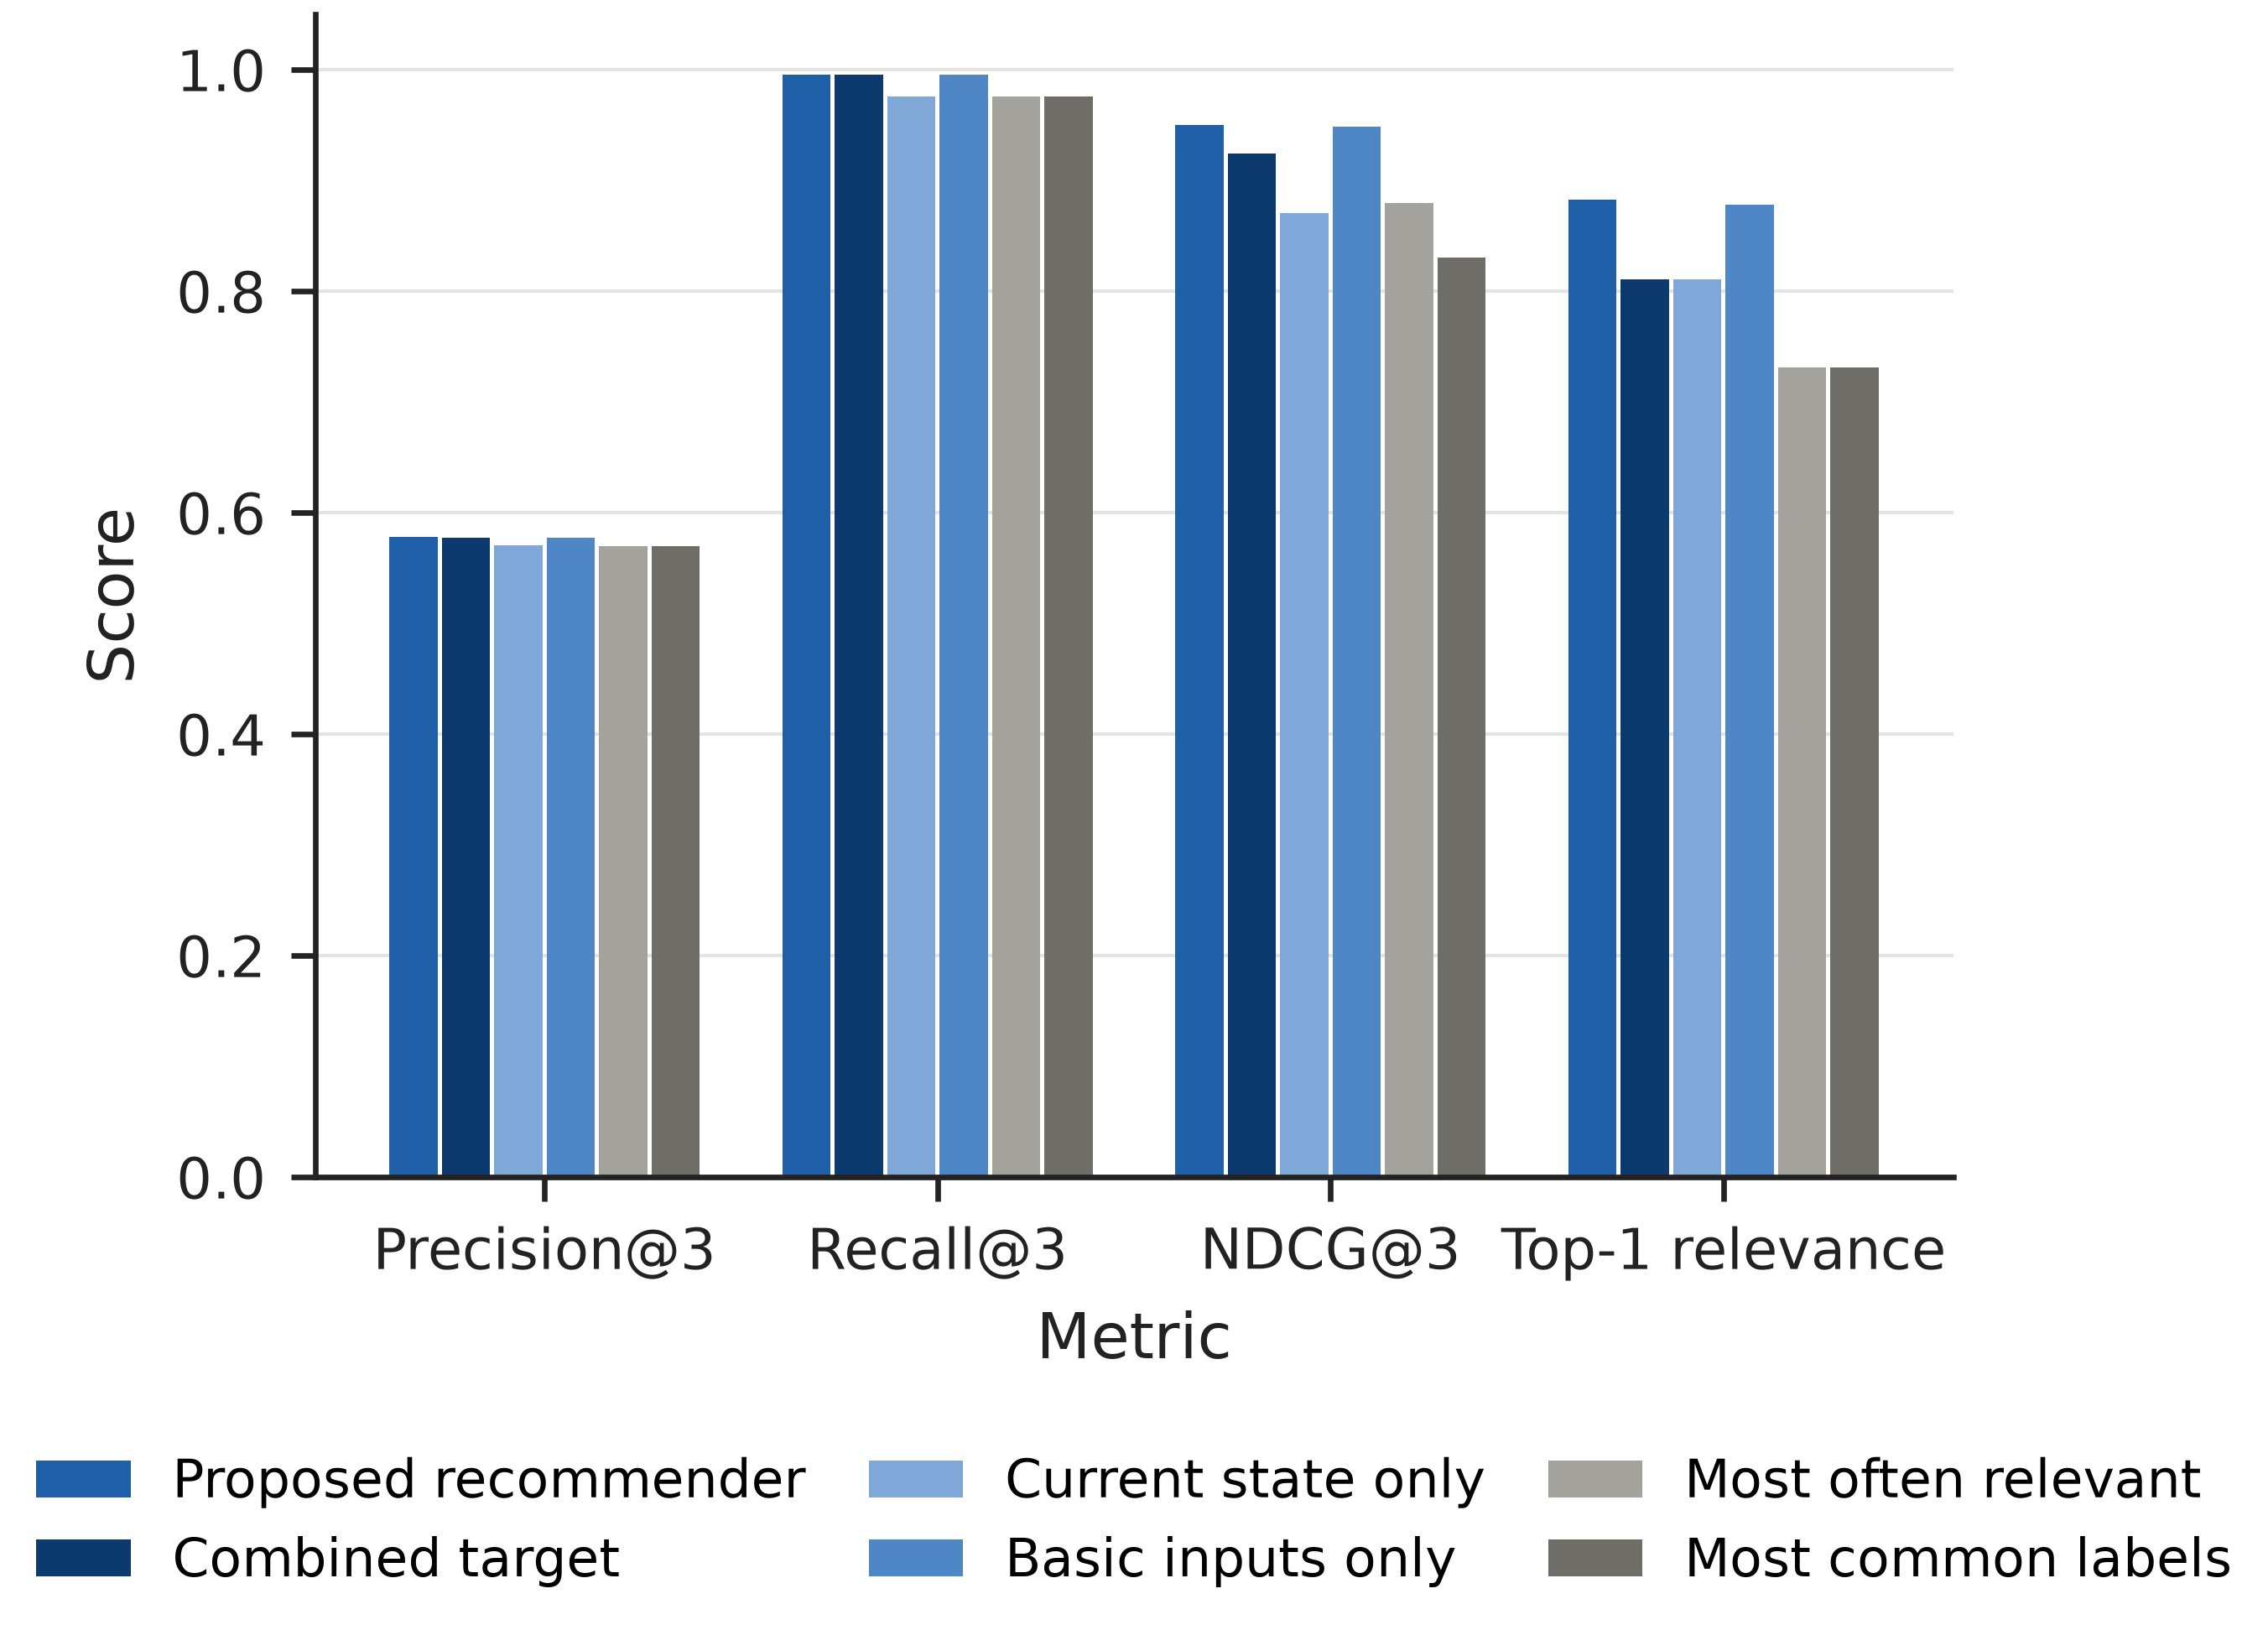 1.0
0.8
0.6
0.4
0.2
0.0
Score
Precision@3
Recall@3
NDCG@3
Top-1 relevance
Metric
Proposed recommender
Combined target
Current state only
Basic inputs only
Most often relevant
Most common labels